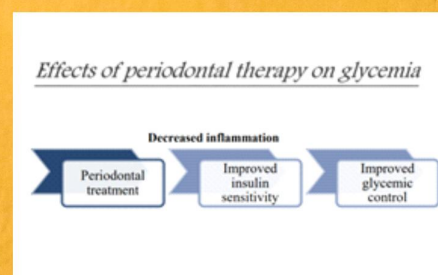 Effects of periodontal therapy on glycemia
Decreased inflammation
Periodontal
treatment
Improved
insulin
sensitivity
Improved
glycemic
control